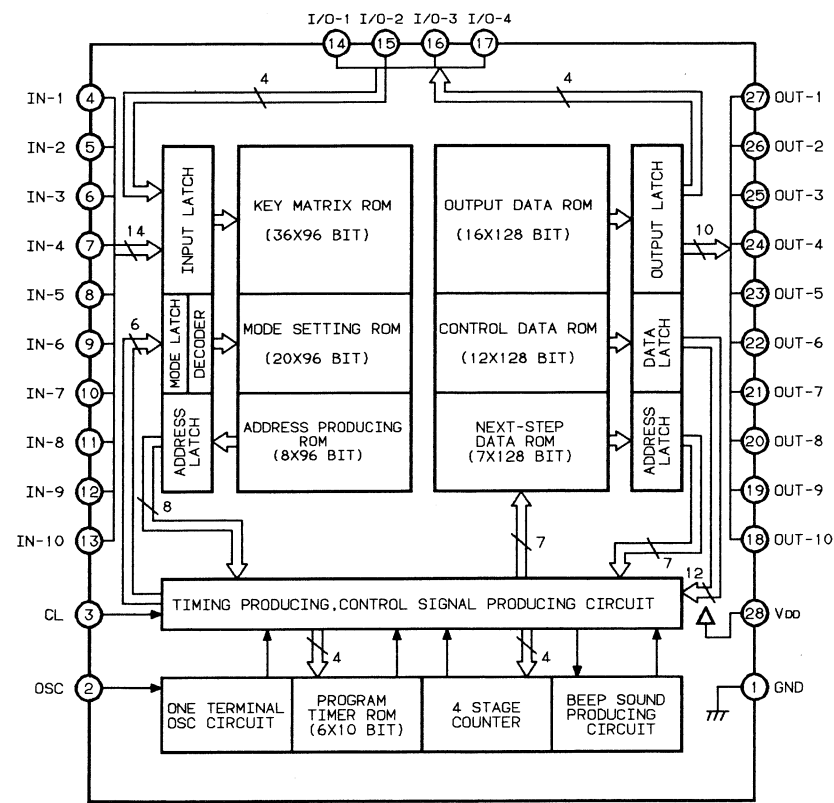 I/O-1 I/O-2 I/O-3 I/O-4
14 15 16 17
4
4
IN-1 4
IN-2 5
IN-3 6
IN-4 7
IN-5 8
IN-6 9
IN-7 10
IN-8 11
IN-9 12
IN-10 13
CL 3
OSC 2
14
6
8
INPUT LATCH
MODE LATCH
DECODER
ADDRESS
LATCH
KEY MATRIX ROM
(36X96 BIT)
MODE SETTING ROM
(20X96 BIT)
ADDRESS PRODUCING
ROM
(8X96 BIT)
OUTPUT DATA ROM
(16X128 BIT)
CONTROL DATA ROM
(12X128 BIT)
NEXT-STEP
DATA ROM
(7X128 BIT)
OUTPUT LATCH
DATA
LATCH
ADDRESS
LATCH
10
7
7
12
27 OUT-1
26 OUT-2
25 OUT-3
24 OUT-4
23 OUT-5
22 OUT-6
21 OUT-7
20 OUT-8
19 OUT-9
18 OUT-10
28 VDD
1 GND
TIMING PRODUCING,CONTROL SIGNAL PRODUCING CIRCUIT
4
4
ONE TERMINAL
OSC CIRCUIT
PROGRAM
TIMER ROM
(6X10 BIT)
4 STAGE
COUNTER
BEEP SOUND
PRODUCING
CIRCUIT